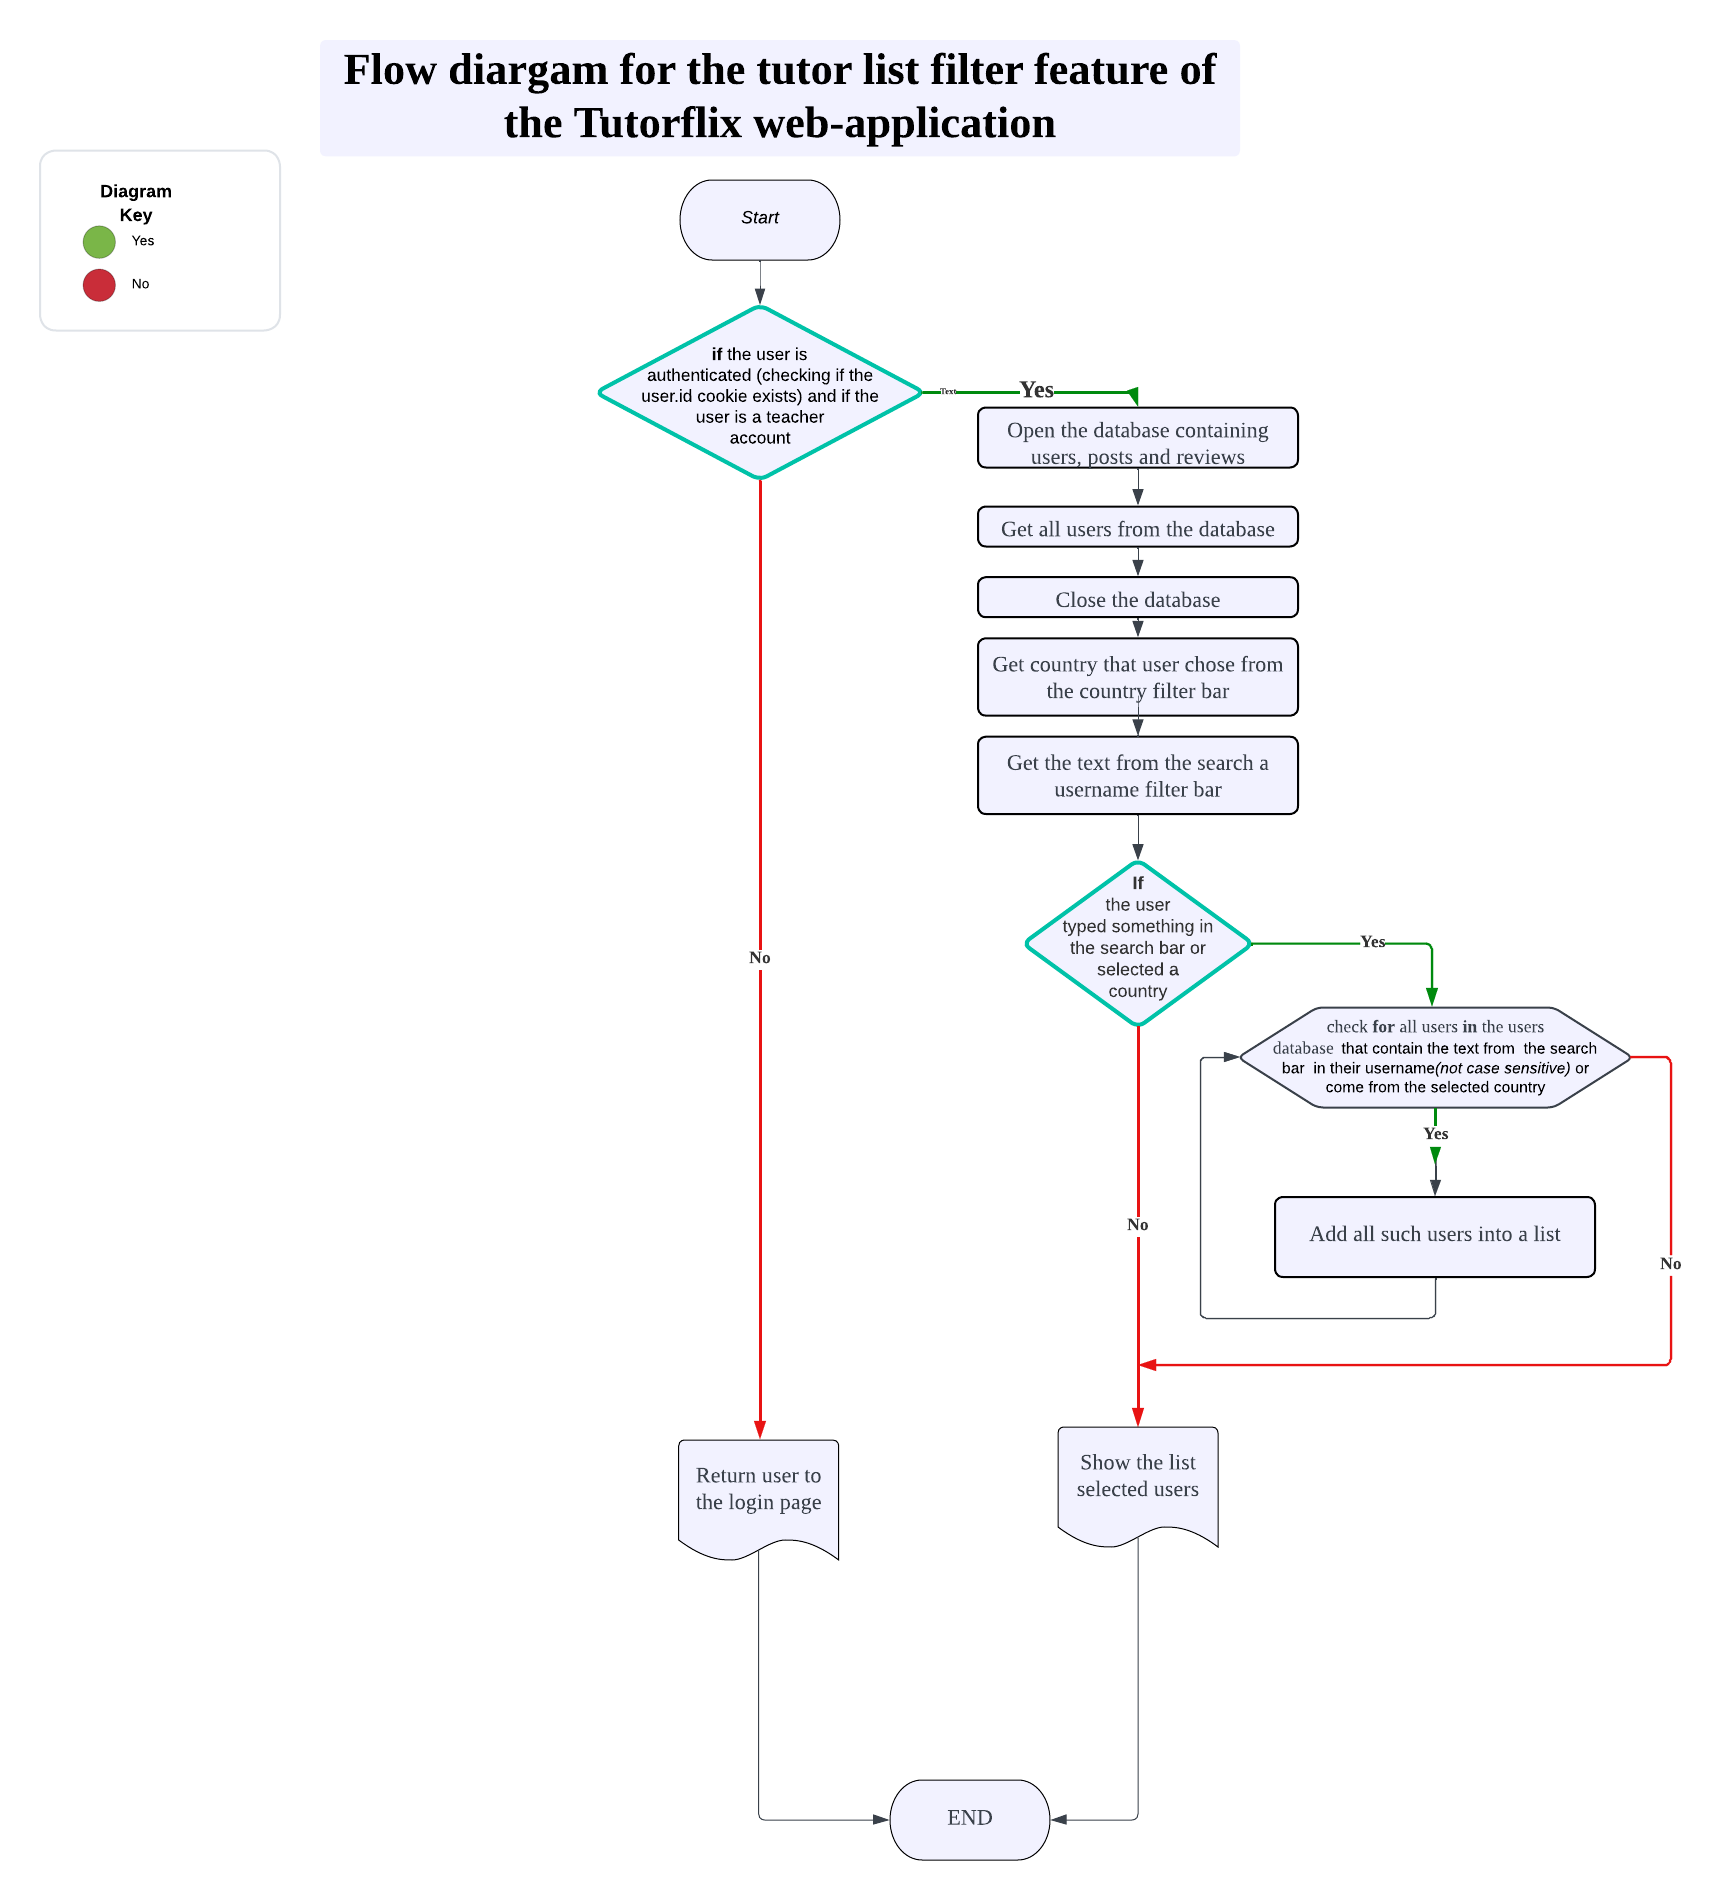 Flow diargam for the tutor list filter feature of
the Tutorflix web-application
Diagram
Key
Yes
No
Start
if the user is
authenticated (checking if the
user.id cookie exists) and if the
user is a teacher
account
Text
Yes
Open the database containing
users, posts and reviews
Get all users from the database
Close the database
Get country that user chose from
the country filter bar
Get the text from the search a
username filter bar
If
the user
typed something in
the search bar or
selected a
country
Yes
No
check for all users in the users
database that contain the text from the search
bar in their username(not case sensitive) or
come from the selected country
Yes
Add all such users into a list
No
No
Return user to
the login page
Show the list
selected users
END